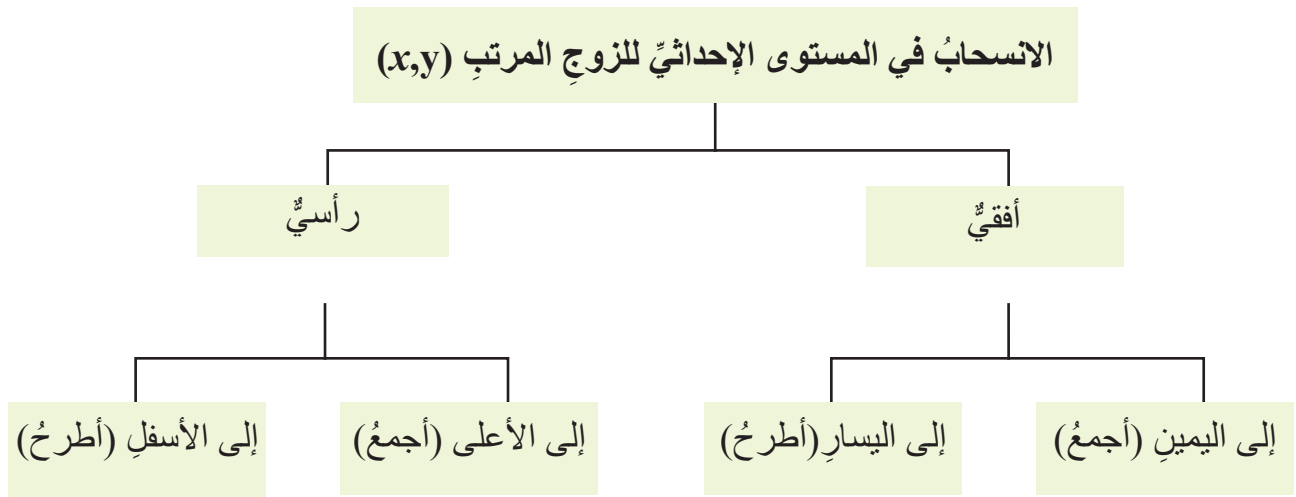 الانسحابُ في المستوى الإحداثيِّ للزوجِ المرتبِ (x,y)
أفقيٌّ
رأسيٌّ
إلى اليمينِ (أجمعُ)
إلى اليسارِ(أطرحُ)
إلى الأعلى (أجمعُ)
إلى الأسفلِ (أطرحُ)